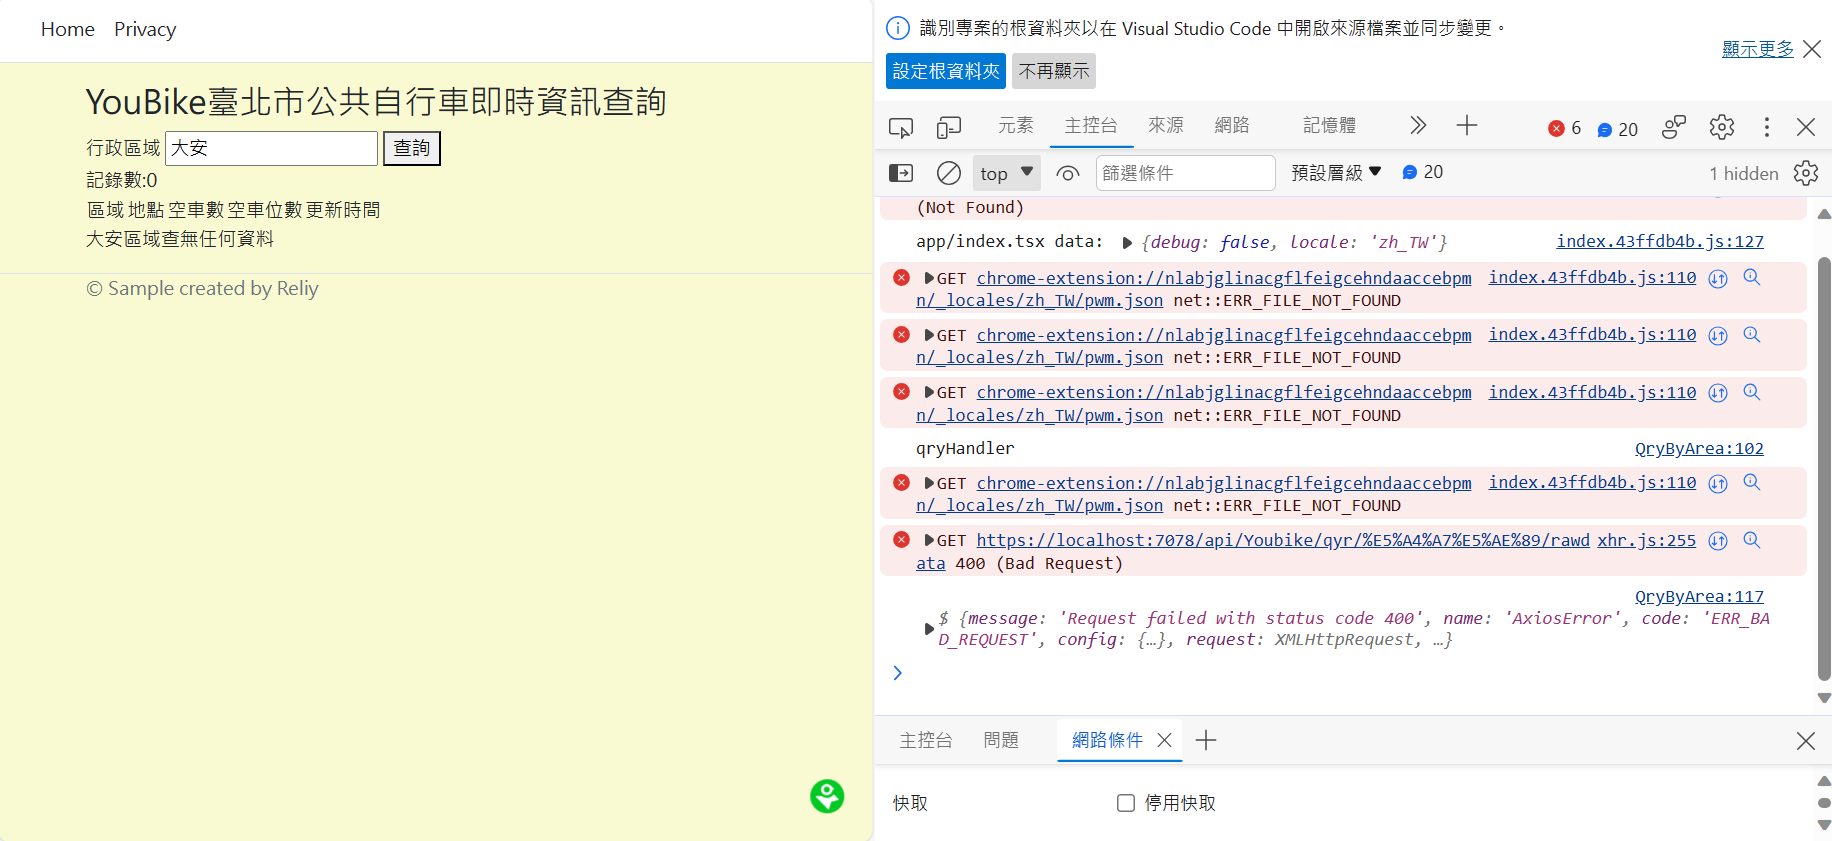 Home Privacy
YouBike臺北市公共自行車即時資訊查詢
行政區域 大安 查詢
記錄數:0
區域 地點 空車數 空車位數 更新時間
大安區域查無任何資料
© Sample created by Reliy
識別專案的根資料夾以在 Visual Studio Code 中開啟來源檔案並同步變更。
顯示更多
設定根資料夾 不再顯示
元素 主控台 來源 網路 記憶體 6 20
top 篩選條件 預設層級 20 1 hidden
(Not Found)
app/index.tsx data: {debug: false, locale: 'zh_TW'} index.43ffdb4b.js:127
GET chrome-extension://nlabjglinacgflfeigcehndaaccebpm index.43ffdb4b.js:110
n/_locales/zh_TW/pwm.json net::ERR_FILE_NOT_FOUND
GET chrome-extension://nlabjglinacgflfeigcehndaaccebpm index.43ffdb4b.js:110
n/_locales/zh_TW/pwm.json net::ERR_FILE_NOT_FOUND
GET chrome-extension://nlabjglinacgflfeigcehndaaccebpm index.43ffdb4b.js:110
n/_locales/zh_TW/pwm.json net::ERR_FILE_NOT_FOUND
qryHandler QryByArea:102
GET chrome-extension://nlabjglinacgflfeigcehndaaccebpm index.43ffdb4b.js:110
n/_locales/zh_TW/pwm.json net::ERR_FILE_NOT_FOUND
GET https://localhost:7078/api/Youbike/qyr/%E5%A4%A7%E5%AE%89/rawd xhr.js:255
ata 400 (Bad Request)
QryByArea:117
$ {message: 'Request failed with status code 400', name: 'AxiosError', code: 'ERR_BA
D_REQUEST', config: {…}, request: XMLHttpRequest, …}
主控台 問題 網路條件
快取 停用快取